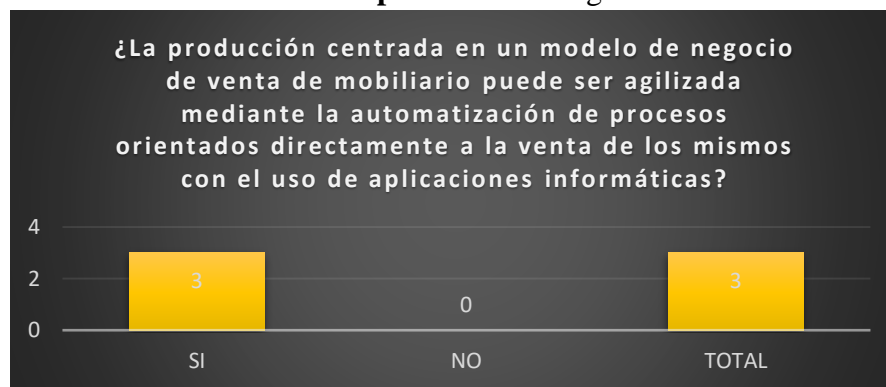 ¿La producción centrada en un modelo de negocio
de venta de mobiliario puede ser agilizada
mediante la automatización de procesos
orientados directamente a la venta de los mismos
con el uso de aplicaciones informáticas?
4
2
0
3
0
3
SI
NO
TOTAL